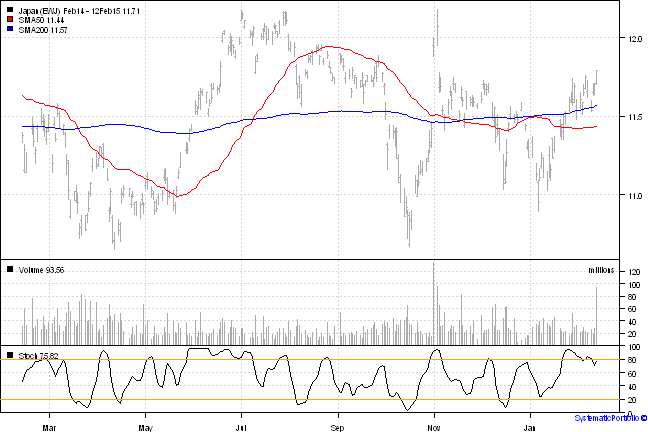 Japan (EWJ) Feb14 - 12Feb15 11.71
SMA50 11.44
SMA200 11.57
12.0
11.5
11.0
Volume 93.56
millions
120
100
80
60
40
20
Stoch 75.82
100
80
60
40
20
0
Mar May Jul Sep Nov Jan
SystematicPortfolio ©